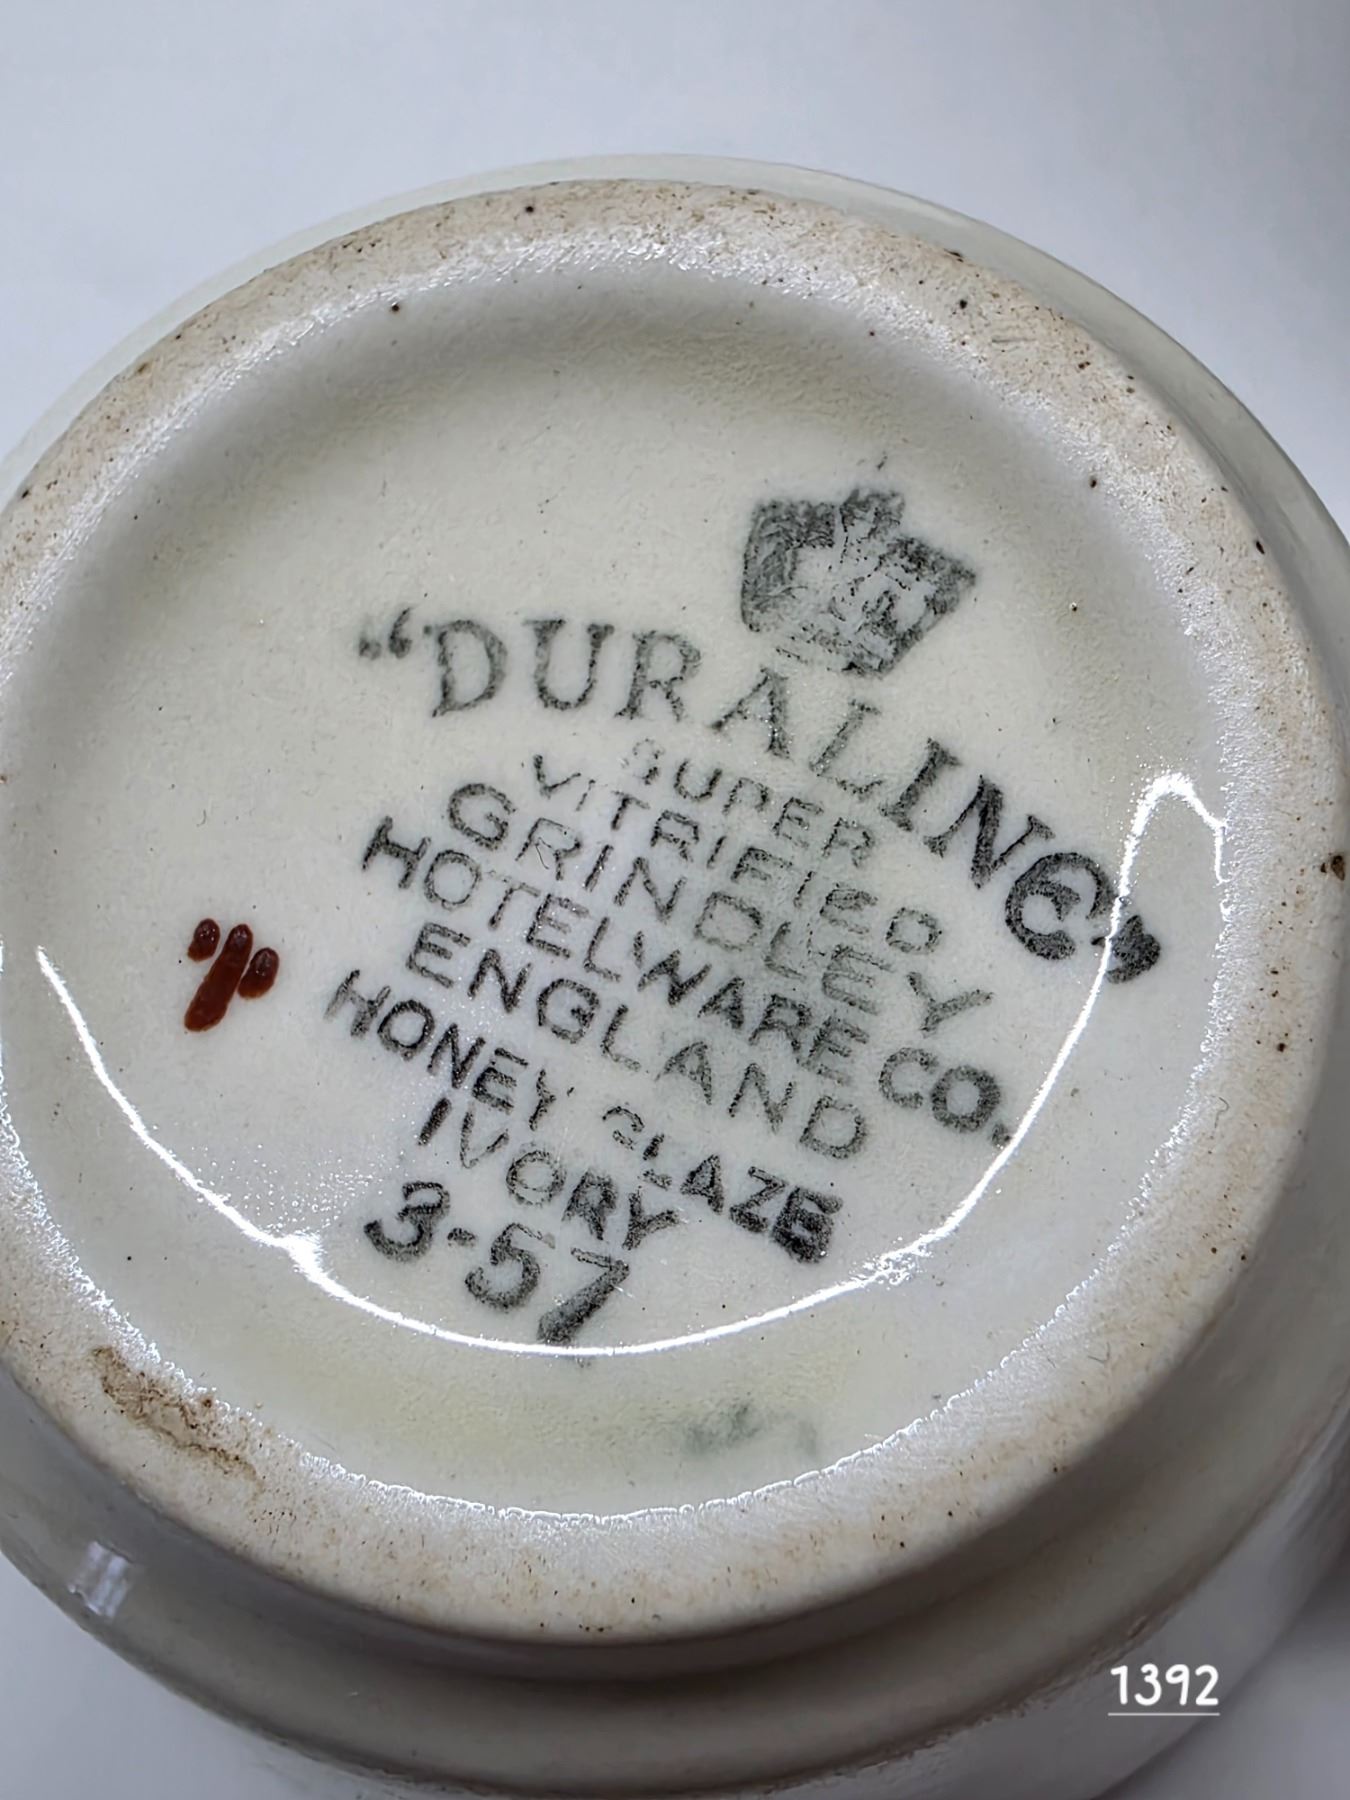 "DURALINE"
SUPER
VITRIFIED
GRINDLEY
HOTELWARE CO.
ENGLAND
HONEY GLAZE
IVORY
3-57
1392